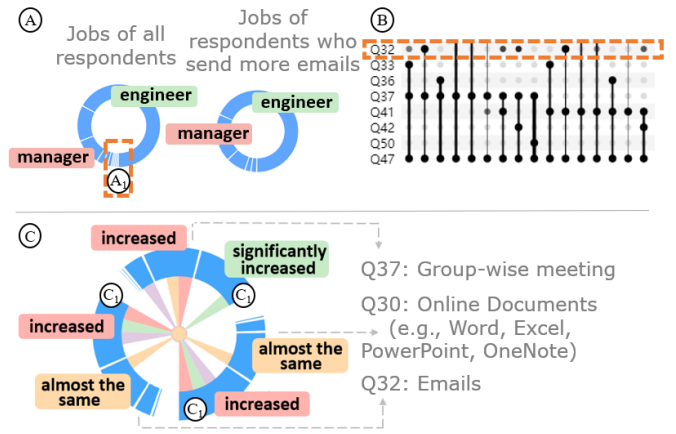 A
Jobs of all
respondents
Jobs of
respondents who
send more emails
engineer
manager
A1
engineer
manager
B
Q32
Q33
Q36
Q37
Q41
Q42
Q50
Q47
C
increased
significantly
increased
C1
C1
increased
almost the
same
almost the
same
C1
increased
Q37: Group-wise meeting
Q30: Online Documents
(e.g., Word, Excel,
PowerPoint, OneNote)
Q32: Emails